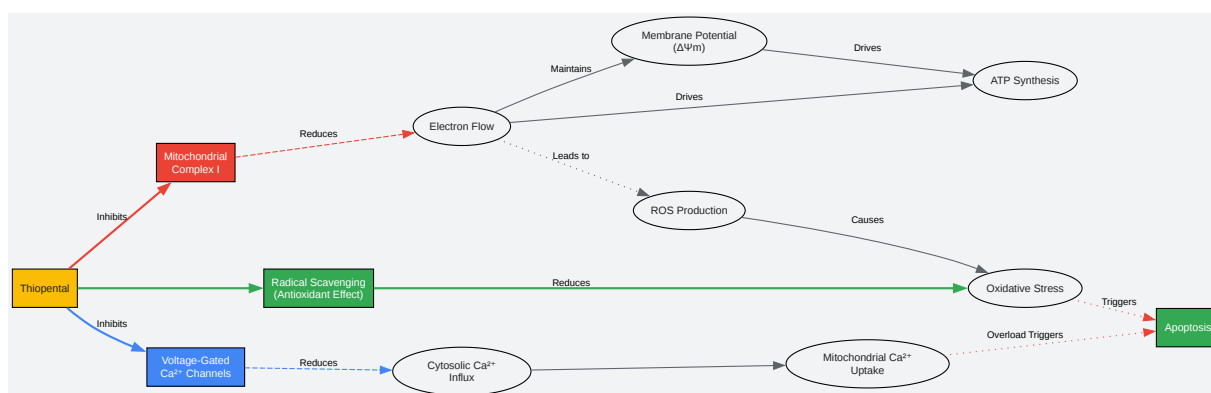 Membrane Potential
(ΔΨm)
Drives
ATP Synthesis
Maintains
Drives
Electron Flow
Reduces
Mitochondrial
Complex I
Leads to
ROS Production
Causes
Inhibits
Thiopental
Radical Scavenging
(Antioxidant Effect)
Reduces
Oxidative Stress
Triggers
Apoptosis
Inhibits
Voltage-Gated
Ca²⁺ Channels
Reduces
Cytosolic Ca²⁺
Influx
Mitochondrial Ca²⁺
Uptake
Overload Triggers